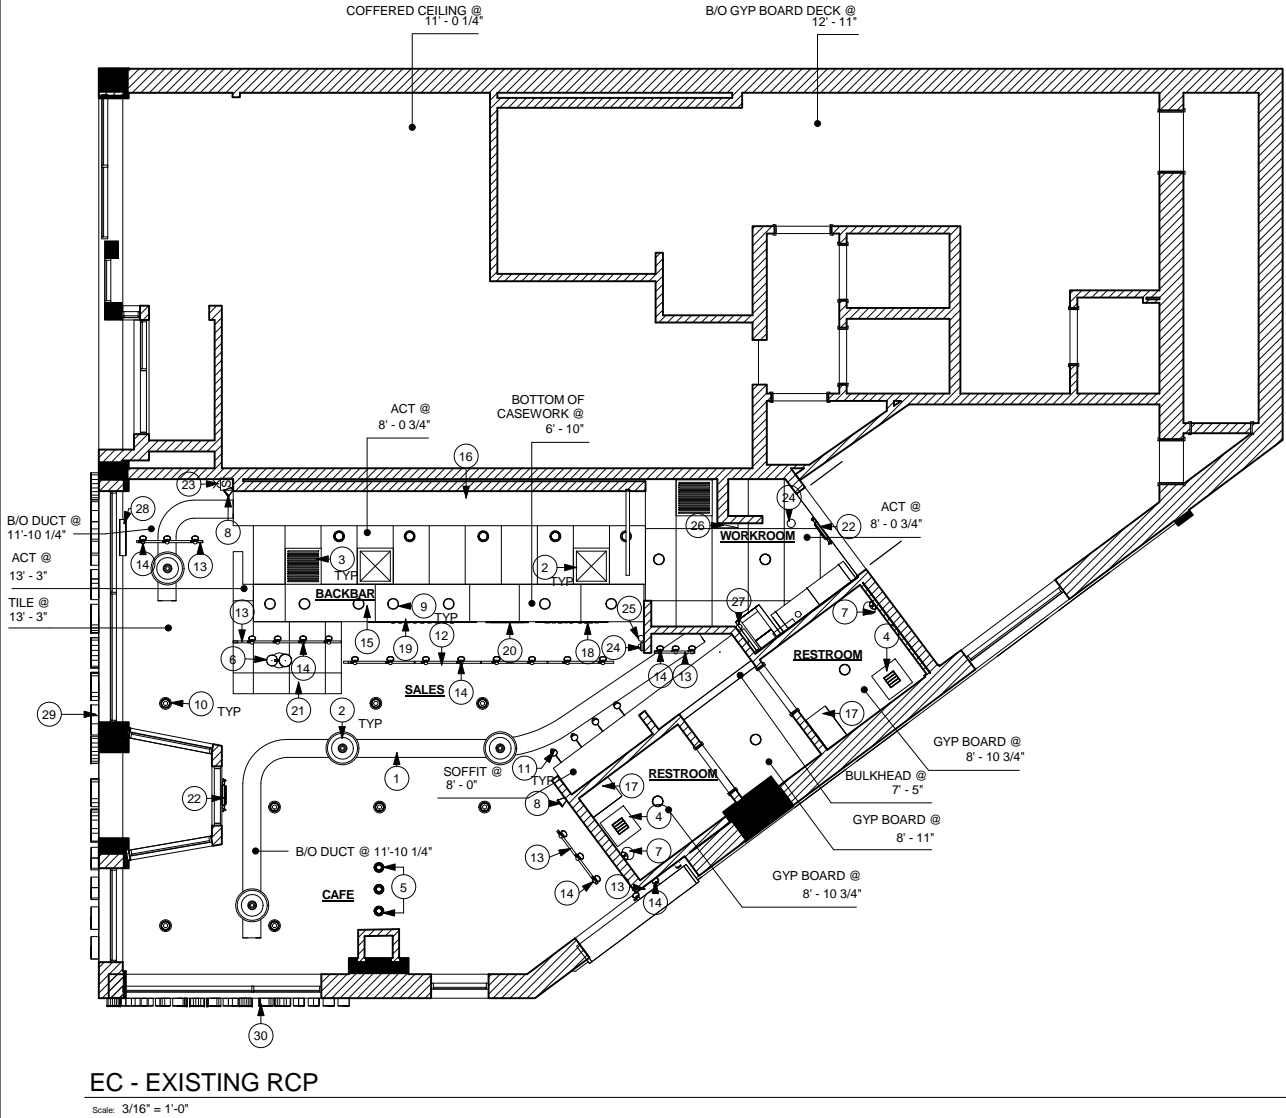 COFFERED CEILING @
11' - 0 1/4"
B/O GYP BOARD DECK @
12' - 11"
ACT @
8' - 0 3/4"
BOTTOM OF
CASEWORK @
6' - 10"
16
23
28
8
B/O DUCT @
11'-10 1/4"
14
13
ACT @
13' - 3"
TILE @
13' - 3"
3
TYP
2
TYP
BACKBAR
9
TYP
13
15
19
12
20
18
25
24
6
14
21
SALES
14
14
13
26
WORKROOM
24
22
ACT @
8' - 0 3/4"
27
7
RESTROOM
4
17
29
10
TYP
2
TYP
1
11
TYP
SOFFIT @
8' - 0"
RESTROOM
17
8
4
7
GYP BOARD @
8' - 10 3/4"
BULKHEAD @
7' - 5"
GYP BOARD @
8' - 11"
GYP BOARD @
8' - 10 3/4"
22
B/O DUCT @ 11'-10 1/4"
CAFE
5
13
14
13
14
30
EC - EXISTING RCP
Scale: 3/16" = 1'-0"